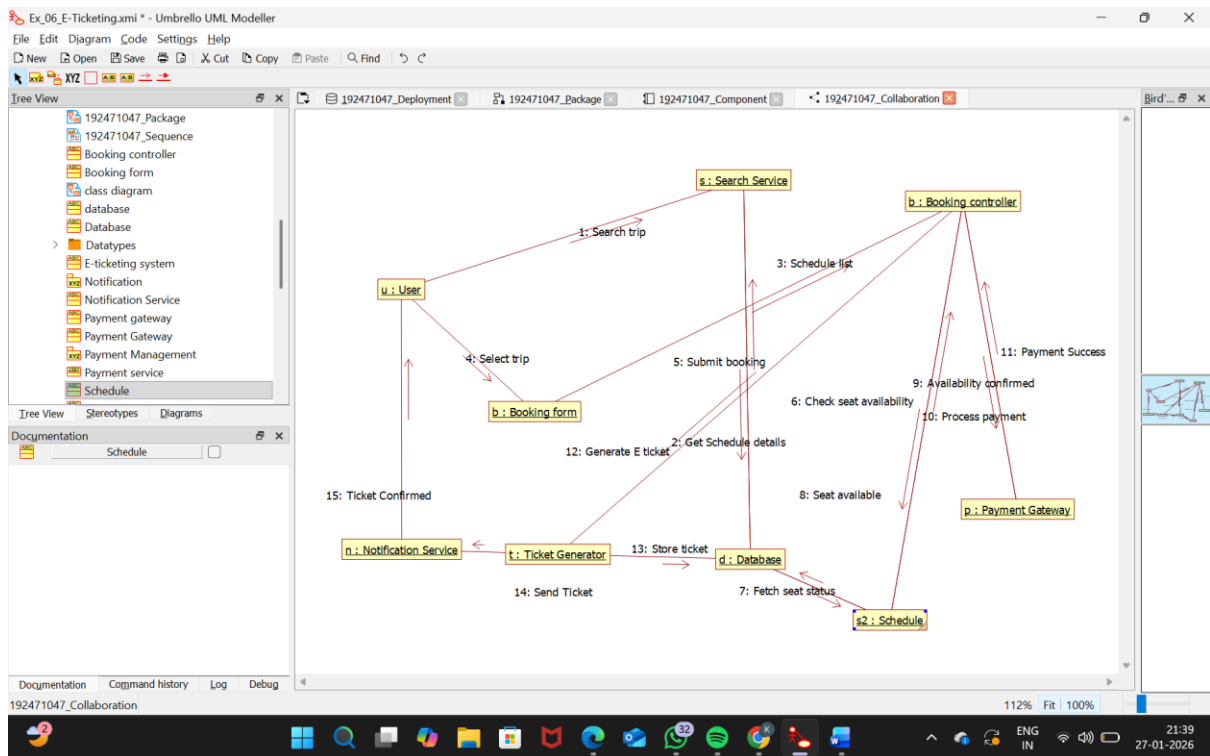 Ex_06_E-Ticketing.xmi * - Umbrello UML Modeller
File Edit Diagram Code Settings Help
New Open Save Cut Copy Paste Find
XYZ XYZ A:B A:B
Tree View
192471047_Deployment 192471047_Package 192471047_Component 192471047_Collaboration
Bird'...
192471047_Package
192471047_Sequence
Booking controller
Booking form
class diagram
database
Database
Datatypes
E-ticketing system
Notification
Notification Service
Payment gateway
Payment Gateway
Payment Management
Payment service
Schedule
Tree View Stereotypes Diagrams
Documentation
Schedule
Documentation Command history Log Debug
s : Search Service
b : Booking controller
1: Search trip
3: Schedule list
u : User
4: Select trip
5: Submit booking
11: Payment Success
9: Availability confirmed
6: Check seat availability
b : Booking form
10: Process payment
2: Get Schedule details
12: Generate E ticket
15: Ticket Confirmed
8: Seat available
p : Payment Gateway
n : Notification Service
t : Ticket Generator
13: Store ticket
d : Database
14: Send Ticket
7: Fetch seat status
s2 : Schedule
192471047_Collaboration
112% Fit 100%
2
32
K
ENG
IN
21:39
27-01-2026